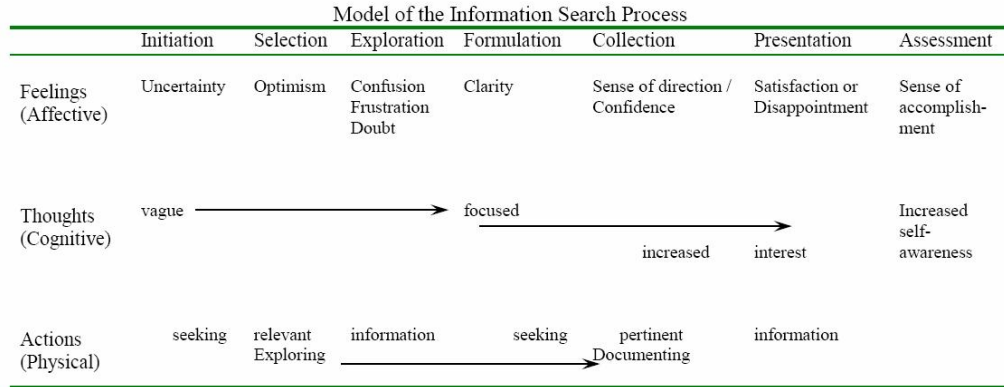 Model of the Information Search Process
Initiation Selection Exploration Formulation Collection Presentation Assessment
Feelings (Affective) Uncertainty Optimism Confusion Frustration Doubt Clarity Sense of direction / Confidence Satisfaction or Disappointment Sense of accomplish-ment
Thoughts (Cognitive) vague focused Increased self-awareness
increased interest
Actions (Physical) seeking relevant information seeking pertinent information
Exploring Documenting